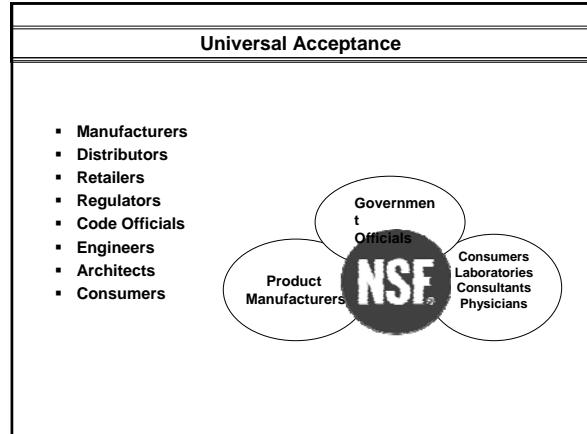 Universal Acceptance
▪ Manufacturers
▪ Distributors
▪ Retailers
▪ Regulators
▪ Code Officials
▪ Engineers
▪ Architects
▪ Consumers
Governmen
t
Officials
Product
Manufacturers
NSF®
Consumers
Laboratories
Consultants
Physicians